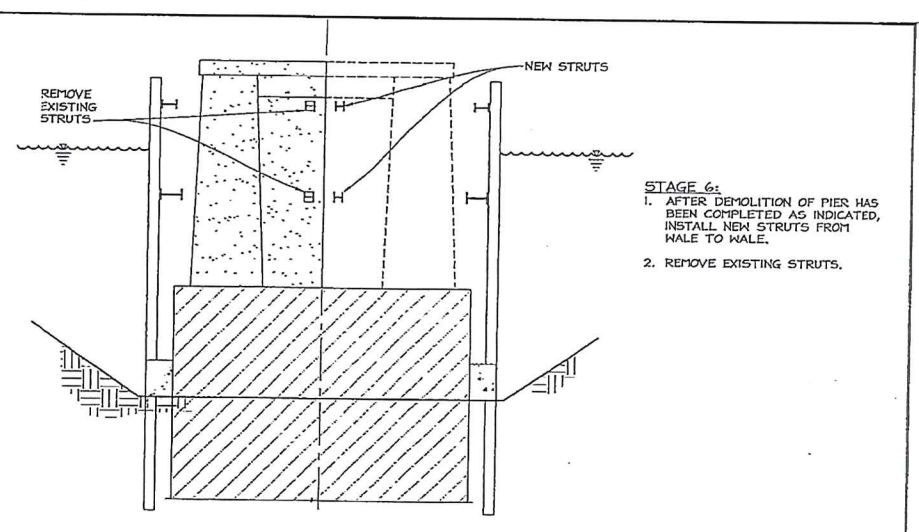 NEW STRUTS
REMOVE
EXISTING
STRUTS
STAGE 6:
1. AFTER DEMOLITION OF PIER HAS
BEEN COMPLETED AS INDICATED,
INSTALL NEW STRUTS FROM
WALE TO WALE.
2. REMOVE EXISTING STRUTS.